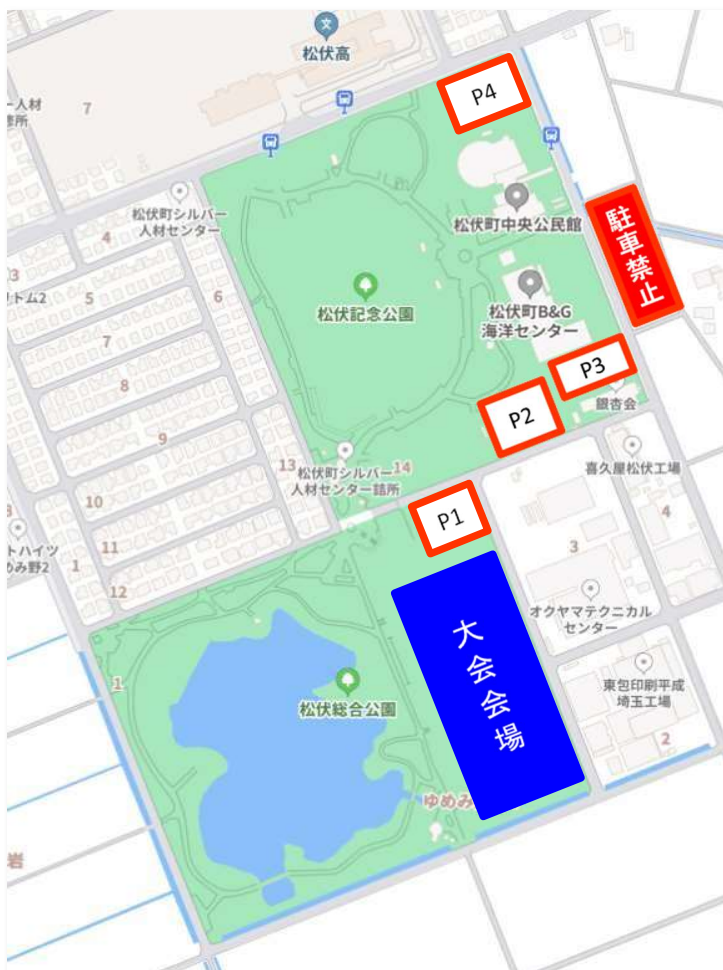 文
松伏高
P4
一人材
7
松伏町シルバー
人材センター
松伏町中央公民館
駐車禁止
4
3
リトム2
5
6
松伏記念公園
松伏町B&G
海洋センター
7
8
P3
P2
銀杏会
9
13
14
松伏町シルバー
人材センター詰所
喜久屋松伏工場
10
P1
4
11
3
トハイツ
み野2
1
12
オクヤマテクニカル
センター
大会会場
1
松伏総合公園
東包印刷平成
埼玉工場
2
ゆめみ
岩